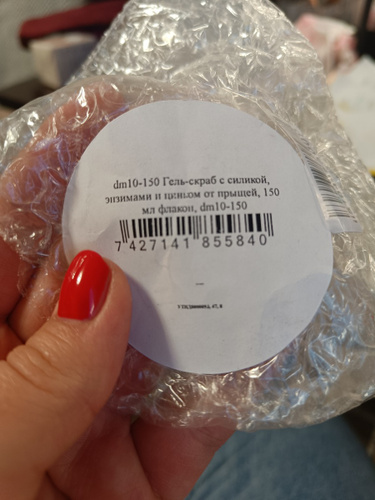 dm10-150 Гель-скраб с силикой,
энзимами и цинком от прыщей, 150
мл флакон, dm10-150
7 427141 855840